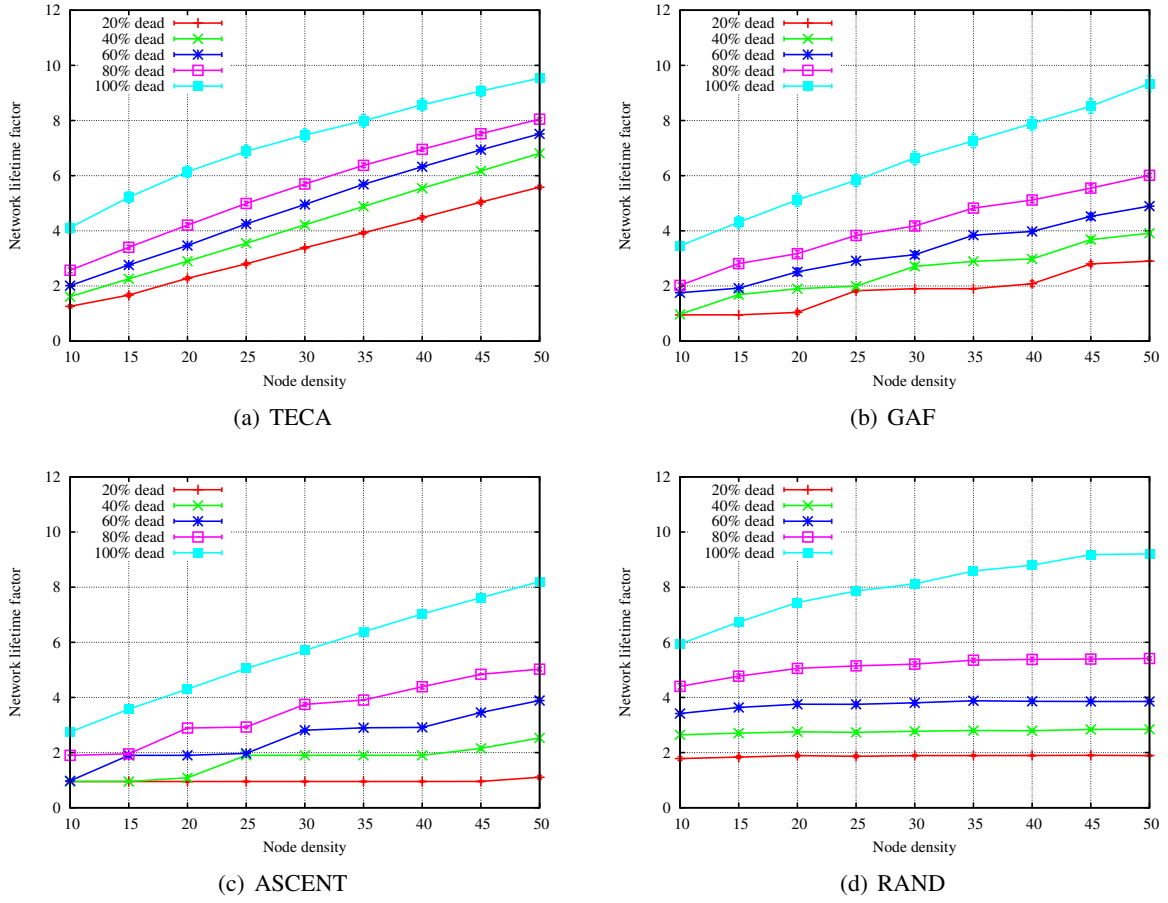 12
10
8
6
4
2
0
Network lifetime factor
20% dead
40% dead
60% dead
80% dead
100% dead
10 15 20 25 30 35 40 45 50
Node density
(a) TECA
12
10
8
6
4
2
0
Network lifetime factor
20% dead
40% dead
60% dead
80% dead
100% dead
10 15 20 25 30 35 40 45 50
Node density
(b) GAF
12
10
8
6
4
2
0
Network lifetime factor
20% dead
40% dead
60% dead
80% dead
100% dead
10 15 20 25 30 35 40 45 50
Node density
(c) ASCENT
12
10
8
6
4
2
0
Network lifetime factor
20% dead
40% dead
60% dead
80% dead
100% dead
10 15 20 25 30 35 40 45 50
Node density
(d) RAND